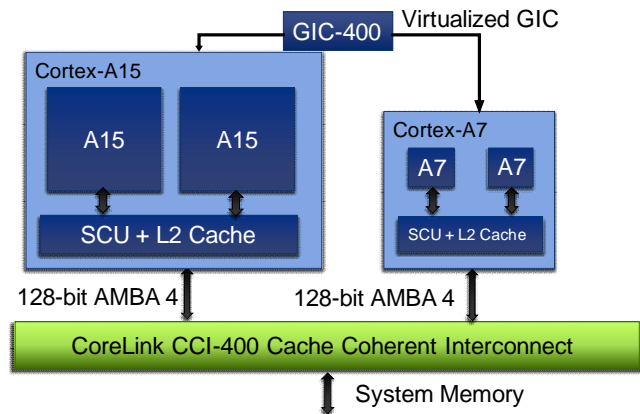 GIC-400
Virtualized GIC
Cortex-A15
A15
A15
SCU + L2 Cache
Cortex-A7
A7
A7
SCU + L2 Cache
128-bit AMBA 4
128-bit AMBA 4
CoreLink CCI-400 Cache Coherent Interconnect
System Memory